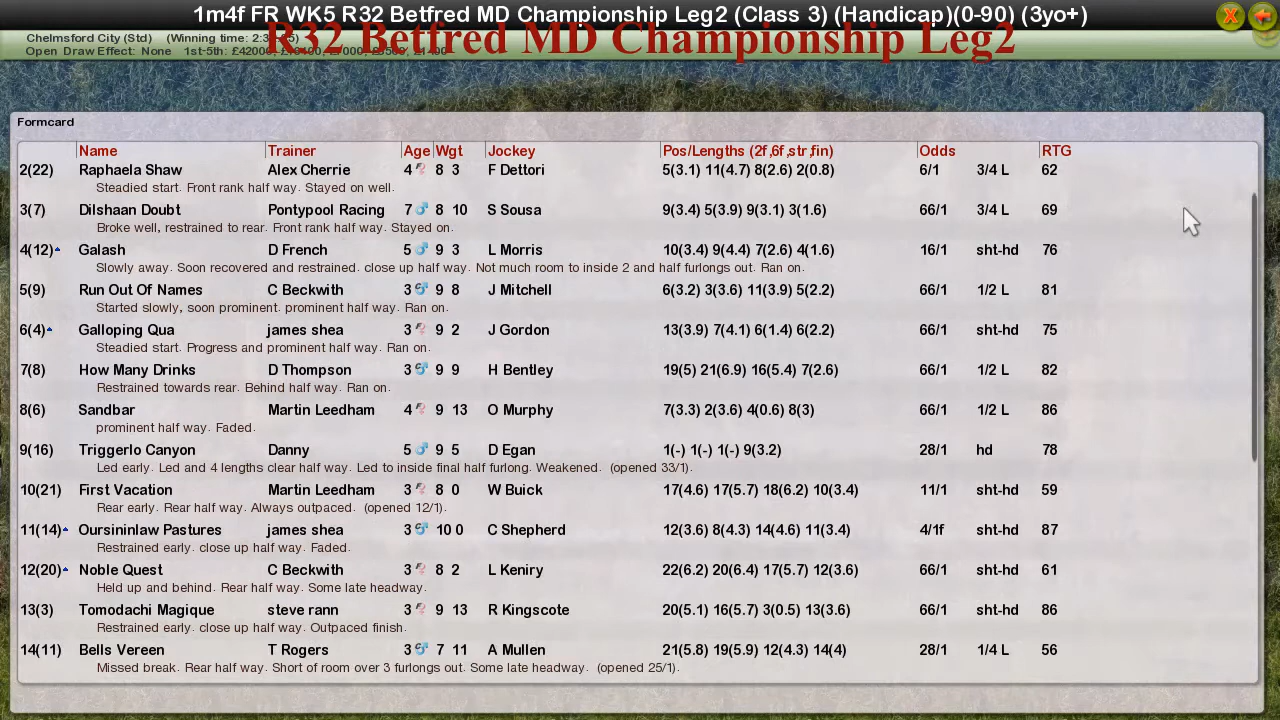 1m4f FR WK5 R32 Betfred MD Championship Leg2 (Class 3) (Handicap)(0-90) (3yo+)
R32 Betfred MD Championship Leg2
Chelmsford City (Std) (Winning time:
Open Draw Effect: None 1st-5th:
Formcard
Name Trainer Age Wgt Jockey Pos/Lengths (2f,6f,str,fin) Odds RTG
2(22) Raphaela Shaw Alex Cherrie 4 8 3 F Dettori 5(3.1) 11(4.7) 8(2.6) 2(0.8) 6/1 3/4 L 62
Steadied start. Front rank half way. Stayed on well.
3(7) Dilshaan Doubt Pontypool Racing 7 8 10 S Sousa 9(3.4) 5(3.9) 9(3.1) 3(1.6) 66/1 3/4 L 69
Broke well, restrained to rear. Front rank half way. Stayed on.
4(12) Galash D French 5 9 3 L Morris 10(3.4) 9(4.4) 7(2.6) 4(1.6) 16/1 sht-hd 76
Slowly away. Soon recovered and restrained. close up half way. Not much room to inside 2 and half furlongs out. Ran on.
5(9) Run Out Of Names C Beckwith 3 9 8 J Mitchell 6(3.2) 3(3.6) 11(3.9) 5(2.2) 66/1 1/2 L 81
Started slowly, soon prominent. prominent half way. Ran on.
6(4) Galloping Qua james shea 3 9 2 J Gordon 13(3.9) 7(4.1) 6(1.4) 6(2.2) 66/1 sht-hd 75
Steadied start. Progress and prominent half way. Ran on.
7(8) How Many Drinks D Thompson 3 9 9 H Bentley 19(5) 21(6.9) 16(5.4) 7(2.6) 66/1 1/2 L 82
Restrained towards rear. Behind half way. Ran on.
8(6) Sandbar Martin Leedham 4 9 13 O Murphy 7(3.3) 2(3.6) 4(0.6) 8(3) 66/1 1/2 L 86
prominent half way. Faded.
9(16) Triggerlo Canyon Danny 5 9 5 D Egan 1(-) 1(-) 1(-) 9(3.2) 28/1 hd 78
Led early. Led and 4 lengths clear half way. Led to inside final half furlong. Weakened. (opened 33/1).
10(21) First Vacation Martin Leedham 3 8 0 W Buick 17(4.6) 17(5.7) 18(6.2) 10(3.4) 11/1 sht-hd 59
Rear early. Rear half way. Always outpaced. (opened 12/1).
11(14) Oursininlaw Pastures james shea 3 10 0 C Shepherd 12(3.6) 8(4.3) 14(4.6) 11(3.4) 4/1f sht-hd 87
Restrained early. close up half way. Faded.
12(20) Noble Quest C Beckwith 3 8 2 L Keniry 22(6.2) 20(6.4) 17(5.7) 12(3.6) 66/1 sht-hd 61
Held up and behind. Rear half way. Some late headway.
13(3) Tomodachi Magique steve rann 3 9 13 R Kingscote 20(5.1) 16(5.7) 3(0.5) 13(3.6) 66/1 sht-hd 86
Restrained early. close up half way. Outpaced finish.
14(11) Bells Vereen T Rogers 3 7 11 A Mullen 21(5.8) 19(5.9) 12(4.3) 14(4) 28/1 1/4 L 56
Missed break. Rear half way. Short of room over 3 furlongs out. Some late headway. (opened 25/1).